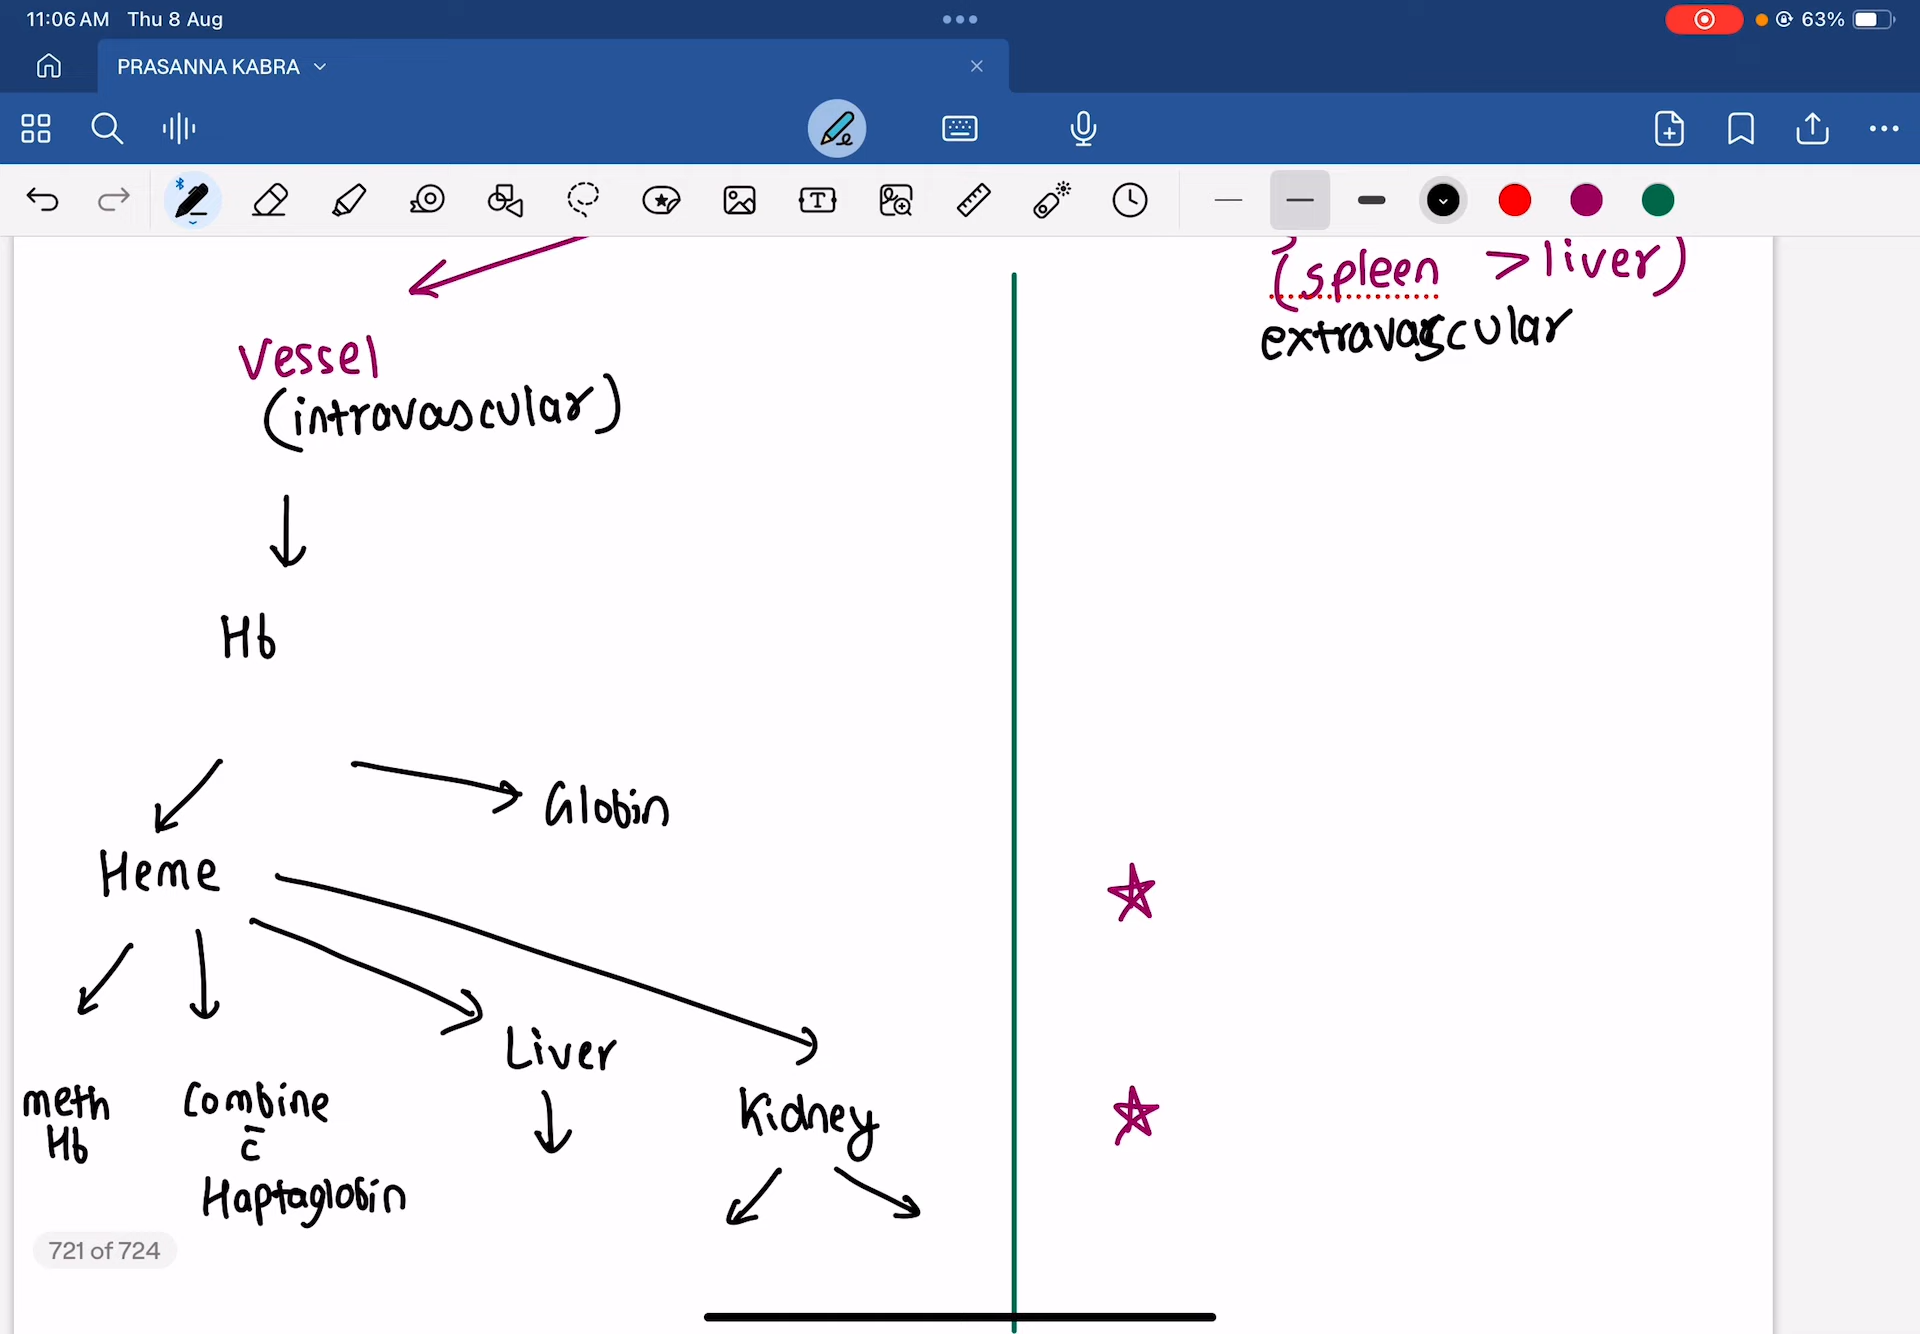 11:06 AM Thu 8 Aug
63%
PRASANNA KABRA
(spleen > liver)
extravascular
Vessel
(intravascular)
Hb
Globin
Heme
Liver
Kidney
meth
Hb
Combine
c̄
Haptaglobin
721 of 724